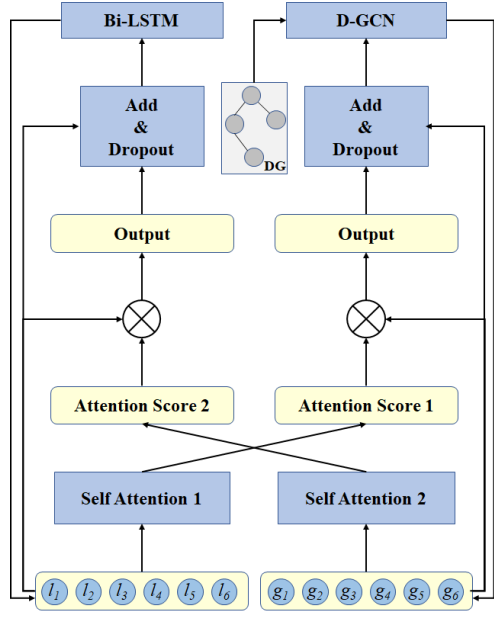 Bi-LSTM
D-GCN
Add
&
Dropout
DG
Add
&
Dropout
Output
Output
Attention Score 2
Attention Score 1
Self Attention 1
Self Attention 2
l1 l2 l3 l4 l5 l6
g1 g2 g3 g4 g5 g6